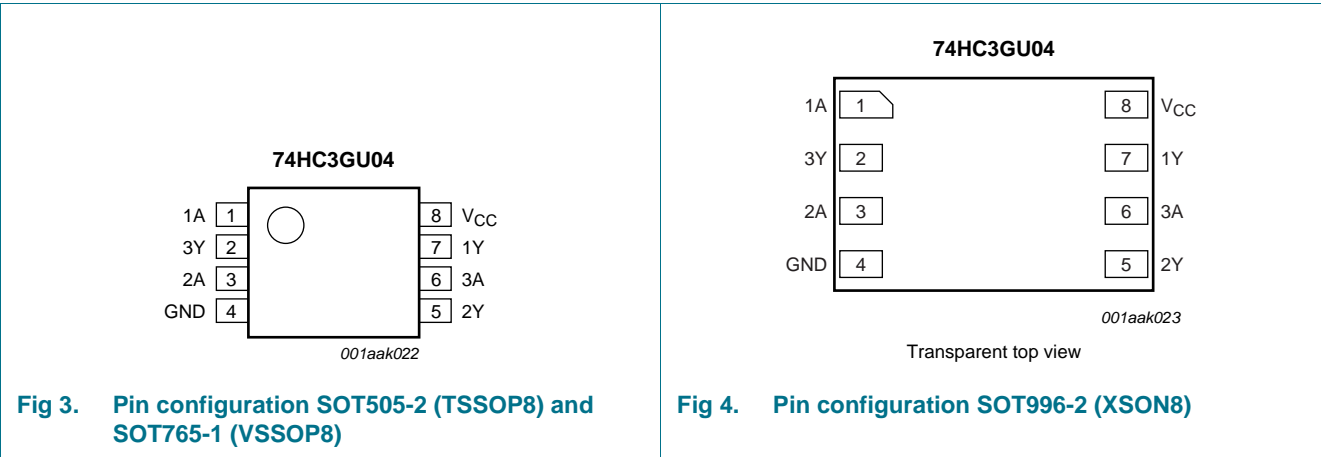 74HC3GU04
1A 1 8 VCC
3Y 2 7 1Y
2A 3 6 3A
GND 4 5 2Y
001aak022
Fig 3. Pin configuration SOT505-2 (TSSOP8) and
SOT765-1 (VSSOP8)
74HC3GU04
1A 1 8 VCC
3Y 2 7 1Y
2A 3 6 3A
GND 4 5 2Y
001aak023
Transparent top view
Fig 4. Pin configuration SOT996-2 (XSON8)